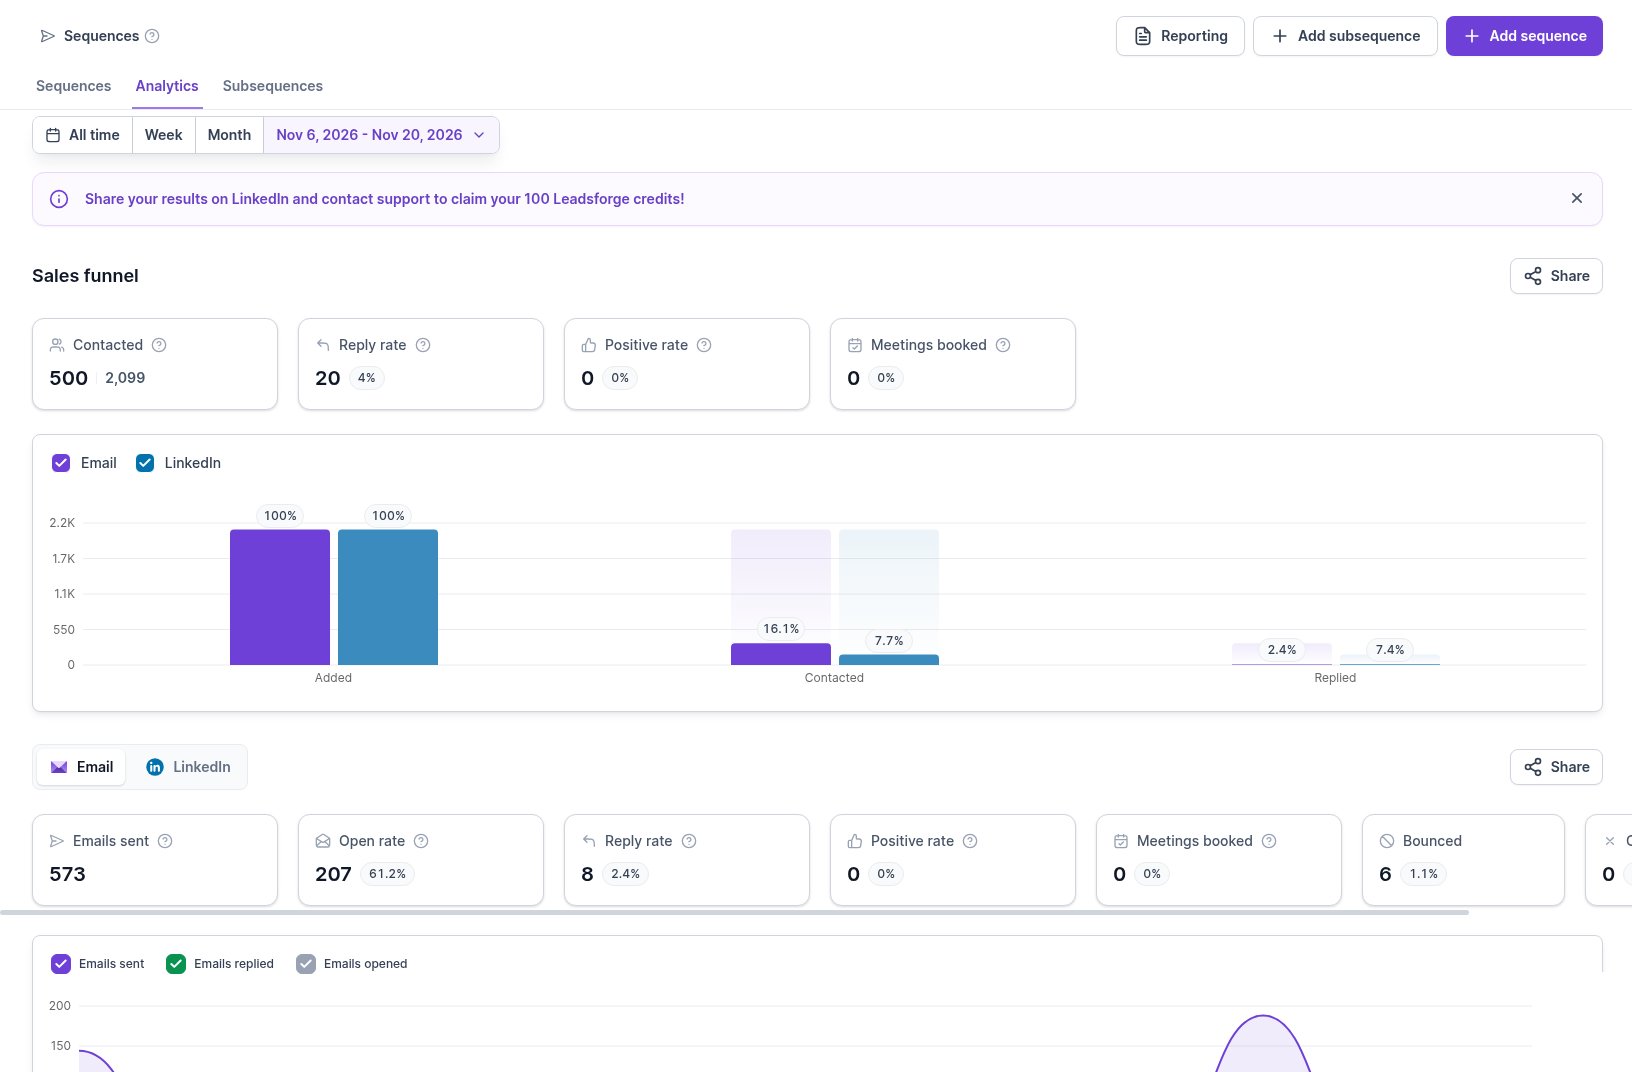 Sequences
Reporting
Add subsequence
Add sequence
Sequences
Analytics
Subsequences
All time
Week
Month
Nov 6, 2026 - Nov 20, 2026
Share your results on LinkedIn and contact support to claim your 100 Leadsforge credits!
Sales funnel
Share
Contacted
500 2,099
Reply rate
20 4%
Positive rate
0 0%
Meetings booked
0 0%
Email
LinkedIn
2.2K
1.7K
1.1K
550
0
100%
100%
16.1%
7.7%
2.4%
7.4%
Added
Contacted
Replied
Email
LinkedIn
Share
Emails sent
573
Open rate
207 61.2%
Reply rate
8 2.4%
Positive rate
0 0%
Meetings booked
0 0%
Bounced
6 1.1%
0
Emails sent
Emails replied
Emails opened
200
150